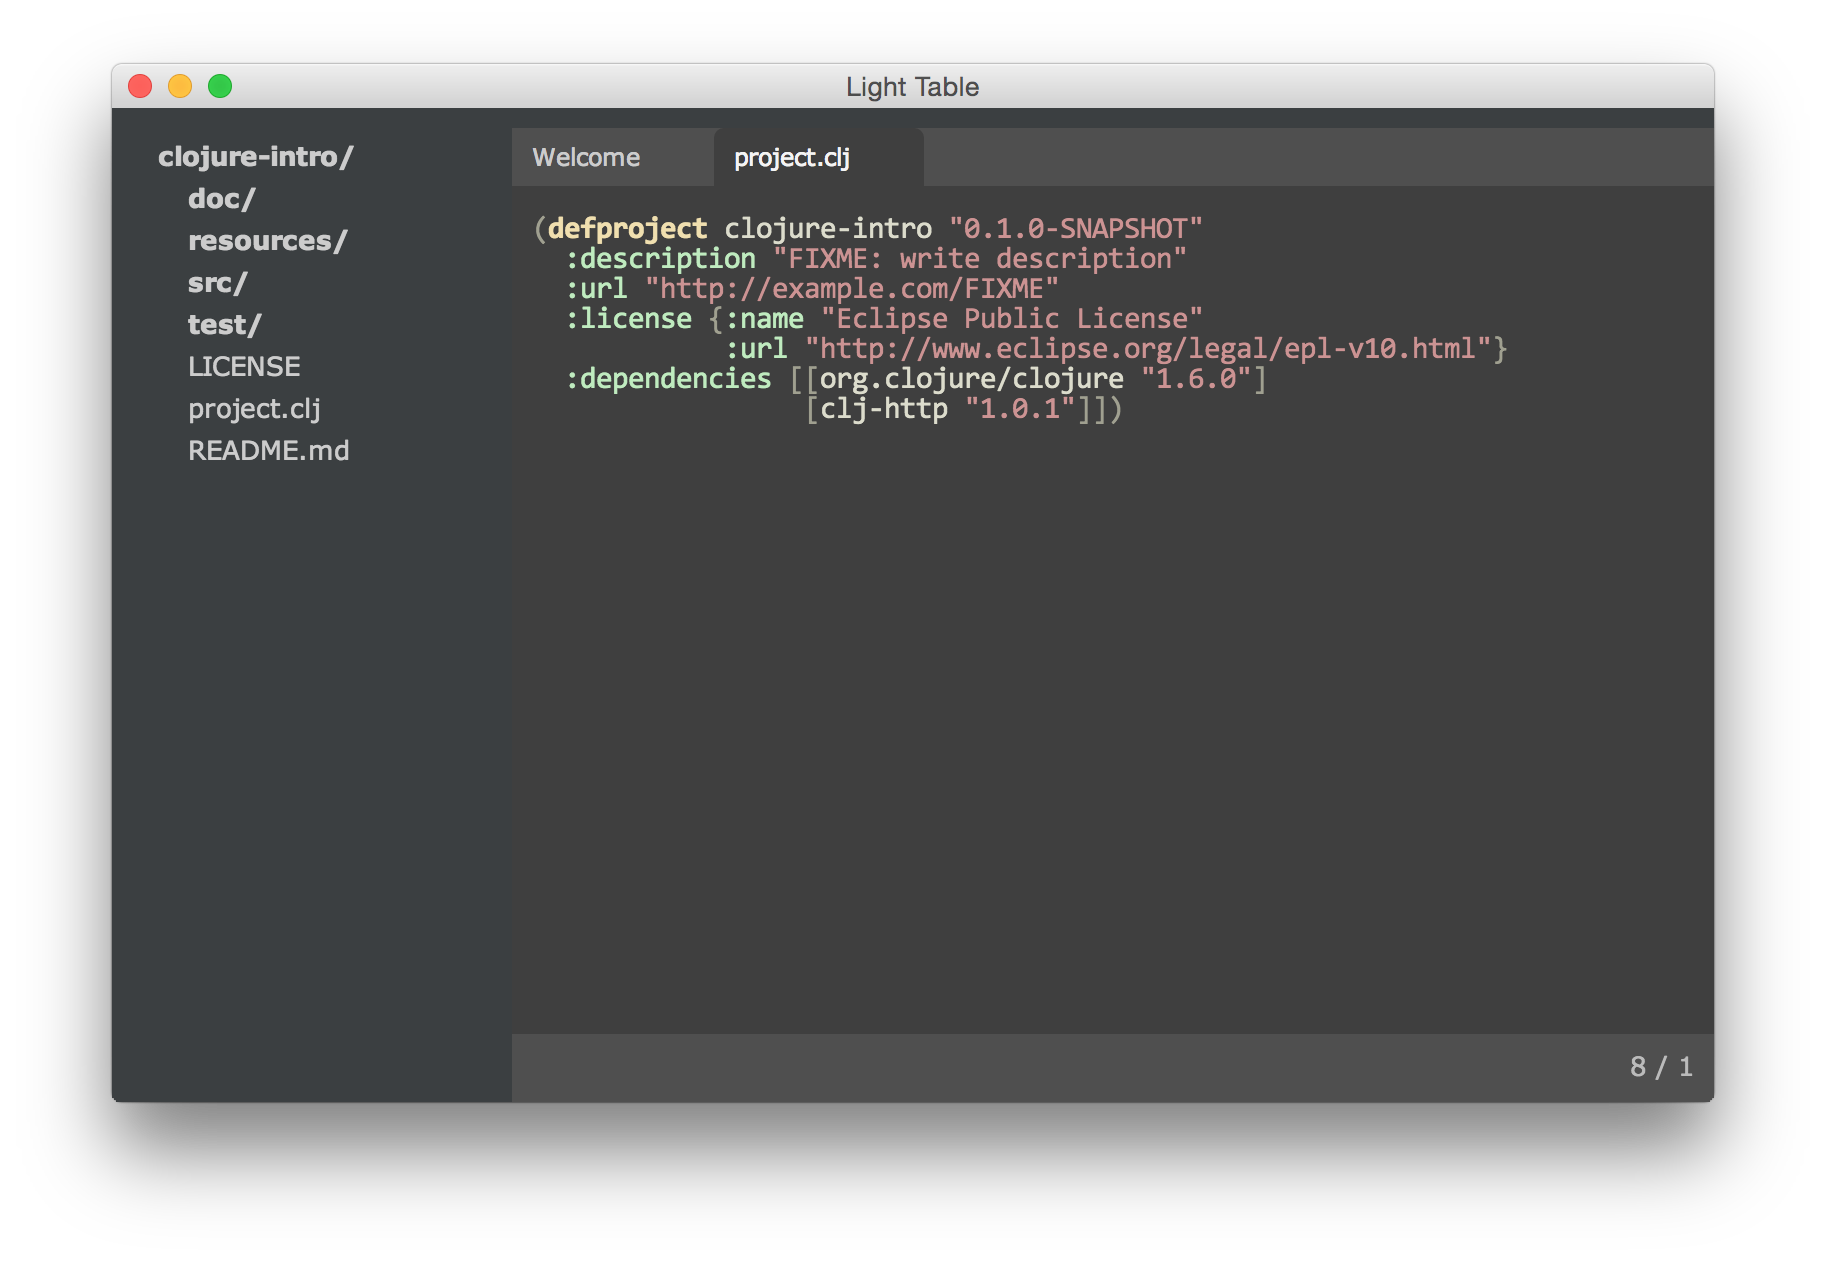 Light Table
clojure-intro/
doc/
resources/
src/
test/
LICENSE
project.clj
README.md
Welcome
project.clj
(defproject clojure-intro "0.1.0-SNAPSHOT"
  :description "FIXME: write description"
  :url "http://example.com/FIXME"
  :license {:name "Eclipse Public License"
            :url "http://www.eclipse.org/legal/epl-v10.html"}
  :dependencies [[org.clojure/clojure "1.6.0"]
                 [clj-http "1.0.1"]])
8 / 1